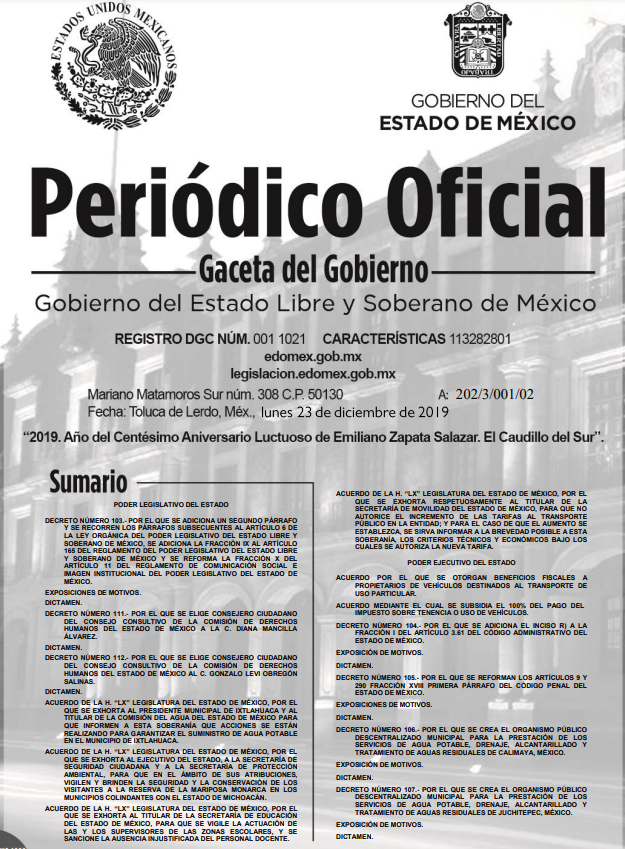 ESTADOS UNIDOS MEXICANOS
GOBIERNO DEL
ESTADO DE MÉXICO
Periódico Oficial
Gaceta del Gobierno
Gobierno del Estado Libre y Soberano de México
REGISTRO DGC NÚM. 001 1021 CARACTERÍSTICAS 113282801
edomex.gob.mx
legislacion.edomex.gob.mx
Mariano Matamoros Sur núm. 308 C.P. 50130 A: 202/3/001/02
Fecha: Toluca de Lerdo, Méx., lunes 23 de diciembre de 2019
“2019. Año del Centésimo Aniversario Luctuoso de Emiliano Zapata Salazar. El Caudillo del Sur”.
Sumario
PODER LEGISLATIVO DEL ESTADO
DECRETO NÚMERO 103.- POR EL QUE SE ADICIONA UN SEGUNDO PÁRRAFO
Y SE RECORREN LOS PÁRRAFOS SUBSECUENTES AL ARTÍCULO 6 DE
LA LEY ORGÁNICA DEL PODER LEGISLATIVO DEL ESTADO LIBRE Y
SOBERANO DE MÉXICO, SE ADICIONA LA FRACCIÓN IX AL ARTÍCULO
165 DEL REGLAMENTO DEL PODER LEGISLATIVO DEL ESTADO LIBRE
Y SOBERANO DE MÉXICO Y SE REFORMA LA FRACCIÓN X DEL
ARTÍCULO 11 DEL REGLAMENTO DE COMUNICACIÓN SOCIAL E
IMAGEN INSTITUCIONAL DEL PODER LEGISLATIVO DEL ESTADO DE
MÉXICO.
EXPOSICIONES DE MOTIVOS.
DICTAMEN.
DECRETO NÚMERO 111.- POR EL QUE SE ELIGE CONSEJERO CIUDADANO
DEL CONSEJO CONSULTIVO DE LA COMISIÓN DE DERECHOS
HUMANOS DEL ESTADO DE MÉXICO A LA C. DIANA MANCILLA
ÁLVAREZ.
DICTAMEN.
DECRETO NÚMERO 112.- POR EL QUE SE ELIGE CONSEJERO CIUDADANO
DEL CONSEJO CONSULTIVO DE LA COMISIÓN DE DERECHOS
HUMANOS DEL ESTADO DE MÉXICO AL C. GONZALO LEVI OBREGÓN
SALINAS.
DICTAMEN.
ACUERDO DE LA H. “LX” LEGISLATURA DEL ESTADO DE MÉXICO, POR EL
QUE SE EXHORTA AL PRESIDENTE MUNICIPAL DE IXTLAHUACA Y AL
TITULAR DE LA COMISIÓN DEL AGUA DEL ESTADO DE MÉXICO PARA
QUE INFORMEN A ESTA SOBERANÍA QUE ACCIONES SE ESTÁN
REALIZANDO PARA GARANTIZAR EL SUMINISTRO DE AGUA POTABLE
EN EL MUNICIPIO DE IXTLAHUACA.
ACUERDO DE LA H. “LX” LEGISLATURA DEL ESTADO DE MÉXICO, POR EL
QUE SE EXHORTA AL EJECUTIVO DEL ESTADO, A LA SECRETARÍA DE
SEGURIDAD CIUDADANA Y A LA SECRETARÍA DE PROTECCIÓN
AMBIENTAL, PARA QUE EN EL ÁMBITO DE SUS ATRIBUCIONES,
VIGILEN Y BRINDEN LA SEGURIDAD Y LA CONSERVACIÓN DE LOS
VISITANTES A LA RESERVA DE LA MARIPOSA MONARCA EN LOS
MUNICIPIOS COLINDANTES CON EL ESTADO DE MICHOACÁN.
ACUERDO DE LA H. “LX” LEGISLATURA DEL ESTADO DE MÉXICO, POR EL
QUE SE EXHORTA AL TITULAR DE LA SECRETARÍA DE EDUCACIÓN
DEL ESTADO DE MÉXICO, PARA QUE SE VIGILE LA ACTUACIÓN DE
LAS Y LOS SUPERVISORES DE LAS ZONAS ESCOLARES, Y SE
SANCIONE LA AUSENCIA INJUSTIFICADA DEL PERSONAL DOCENTE.
ACUERDO DE LA H. “LX” LEGISLATURA DEL ESTADO DE MÉXICO, POR EL
QUE SE EXHORTA RESPETUOSAMENTE AL TITULAR DE LA
SECRETARÍA DE MOVILIDAD DEL ESTADO DE MÉXICO, PARA QUE NO
AUTORICE EL INCREMENTO DE LAS TARIFAS AL TRANSPORTE
PÚBLICO EN LA ENTIDAD; Y PARA EL CASO DE QUE EL AUMENTO SE
ESTABLEZCA, SE SIRVA INFORMAR A LA BREVEDAD POSIBLE A ESTA
SOBERANÍA, LOS CRITERIOS TÉCNICOS Y ECONÓMICOS BAJO LOS
CUALES SE AUTORIZA LA NUEVA TARIFA.
PODER EJECUTIVO DEL ESTADO
ACUERDO POR EL QUE SE OTORGAN BENEFICIOS FISCALES A
PROPIETARIOS DE VEHÍCULOS DESTINADOS AL TRANSPORTE DE
USO PARTICULAR.
ACUERDO MEDIANTE EL CUAL SE SUBSIDIA EL 100% DEL PAGO DEL
IMPUESTO SOBRE TENENCIA O USO DE VEHÍCULOS.
DECRETO NÚMERO 104.- POR EL QUE SE ADICIONA EL INCISO R) A LA
FRACCIÓN I DEL ARTÍCULO 3.61 DEL CÓDIGO ADMINISTRATIVO DEL
ESTADO DE MÉXICO.
EXPOSICIÓN DE MOTIVOS.
DICTAMEN.
DECRETO NÚMERO 105.- POR EL QUE SE REFORMAN LOS ARTÍCULOS 9 Y
290 FRACCIÓN XVIII PRIMERA PÁRRAFO DEL CÓDIGO PENAL DEL
ESTADO DE MÉXICO.
EXPOSICIONES DE MOTIVOS.
DICTAMEN.
DECRETO NÚMERO 106.- POR EL QUE SE CREA EL ORGANISMO PÚBLICO
DESCENTRALIZADO MUNICIPAL PARA LA PRESTACIÓN DE LOS
SERVICIOS DE AGUA POTABLE, DRENAJE, ALCANTARILLADO Y
TRATAMIENTO DE AGUAS RESIDUALES DE CALIMAYA, MÉXICO.
EXPOSICIÓN DE MOTIVOS.
DICTAMEN.
DECRETO NÚMERO 107.- POR EL QUE SE CREA EL ORGANISMO PÚBLICO
DESCENTRALIZADO MUNICIPAL PARA LA PRESTACIÓN DE LOS
SERVICIOS DE AGUA POTABLE, DRENAJE, ALCANTARILLADO Y
TRATAMIENTO DE AGUAS RESIDUALES DE JUCHITEPEC, MÉXICO.
EXPOSICIÓN DE MOTIVOS.
DICTAMEN.